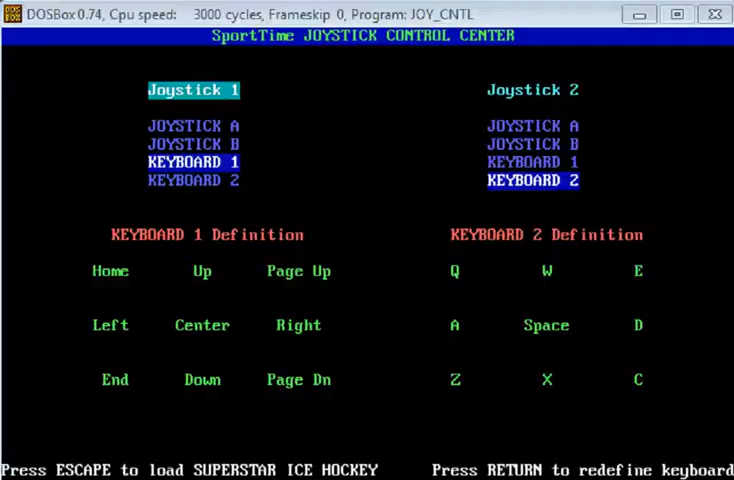 DOSBox 0.74, Cpu speed: 3000 cycles, Frameskip 0, Program: JOY_CNTL
SportTime JOYSTICK CONTROL CENTER
Joystick 1 Joystick 2
JOYSTICK A JOYSTICK A
JOYSTICK B JOYSTICK B
KEYBOARD 1 KEYBOARD 1
KEYBOARD 2 KEYBOARD 2
KEYBOARD 1 Definition KEYBOARD 2 Definition
Home Up Page Up Q W E
Left Center Right A Space D
End Down Page Dn Z X C
Press ESCAPE to load SUPERSTAR ICE HOCKEY Press RETURN to redefine keyboard